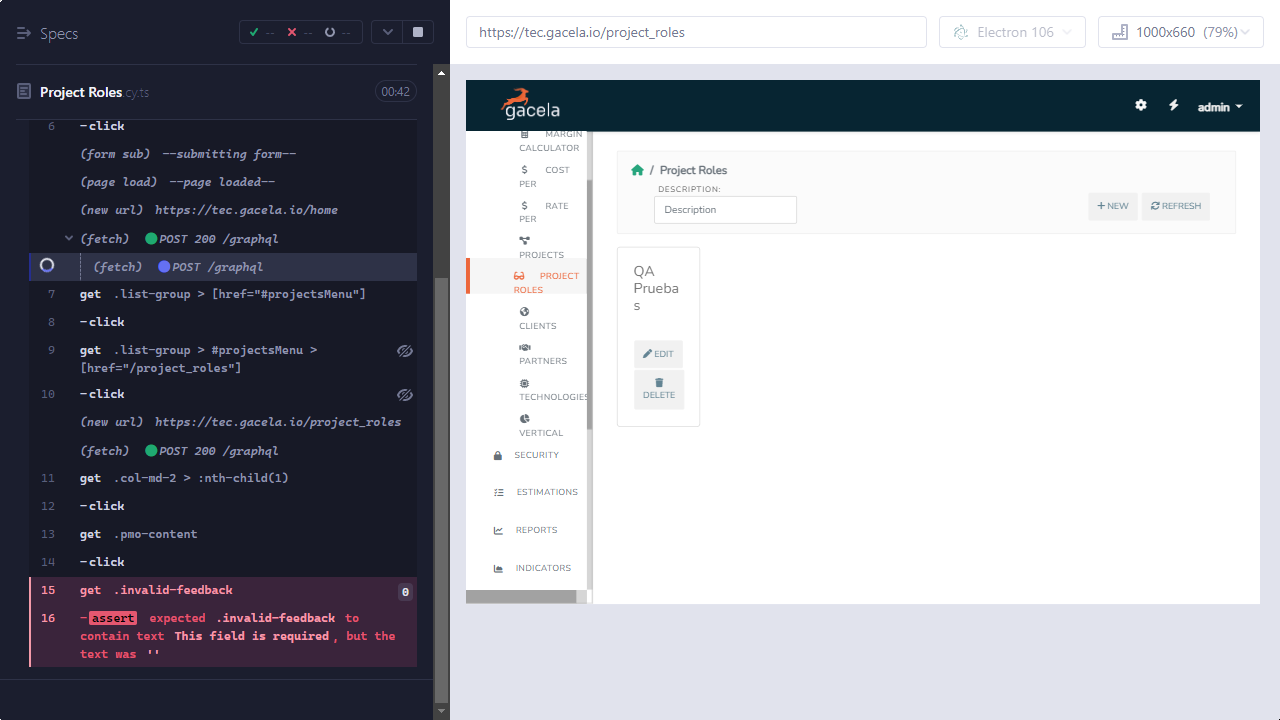 Specs
-- -- --
Project Roles.cy.ts
00:42
6 –click
(form sub) --submitting form--
(page load) --page loaded--
(new url) https://tec.gacela.io/home
(fetch) POST 200 /graphql
(fetch) POST /graphql
7 get .list-group > [href="#projectsMenu"]
8 –click
9 get .list-group > #projectsMenu >
[href="/project_roles"]
10 –click
(new url) https://tec.gacela.io/project_roles
(fetch) POST 200 /graphql
11 get .col-md-2 > :nth-child(1)
12 –click
13 get .pmo-content
14 –click
15 get .invalid-feedback 0
16 –assert expected .invalid-feedback to
contain text This field is required, but the
text was ''
https://tec.gacela.io/project_roles
Electron 106
1000x660 (79%)
gacela
admin
MARGIN
CALCULATOR
COST
PER
RATE
PER
PROJECTS
PROJECT
ROLES
CLIENTS
PARTNERS
TECHNOLOGIES
VERTICAL
SECURITY
ESTIMATIONS
REPORTS
INDICATORS
/ Project Roles
DESCRIPTION:
Description
NEW
REFRESH
QA
Prueba
s
EDIT
DELETE